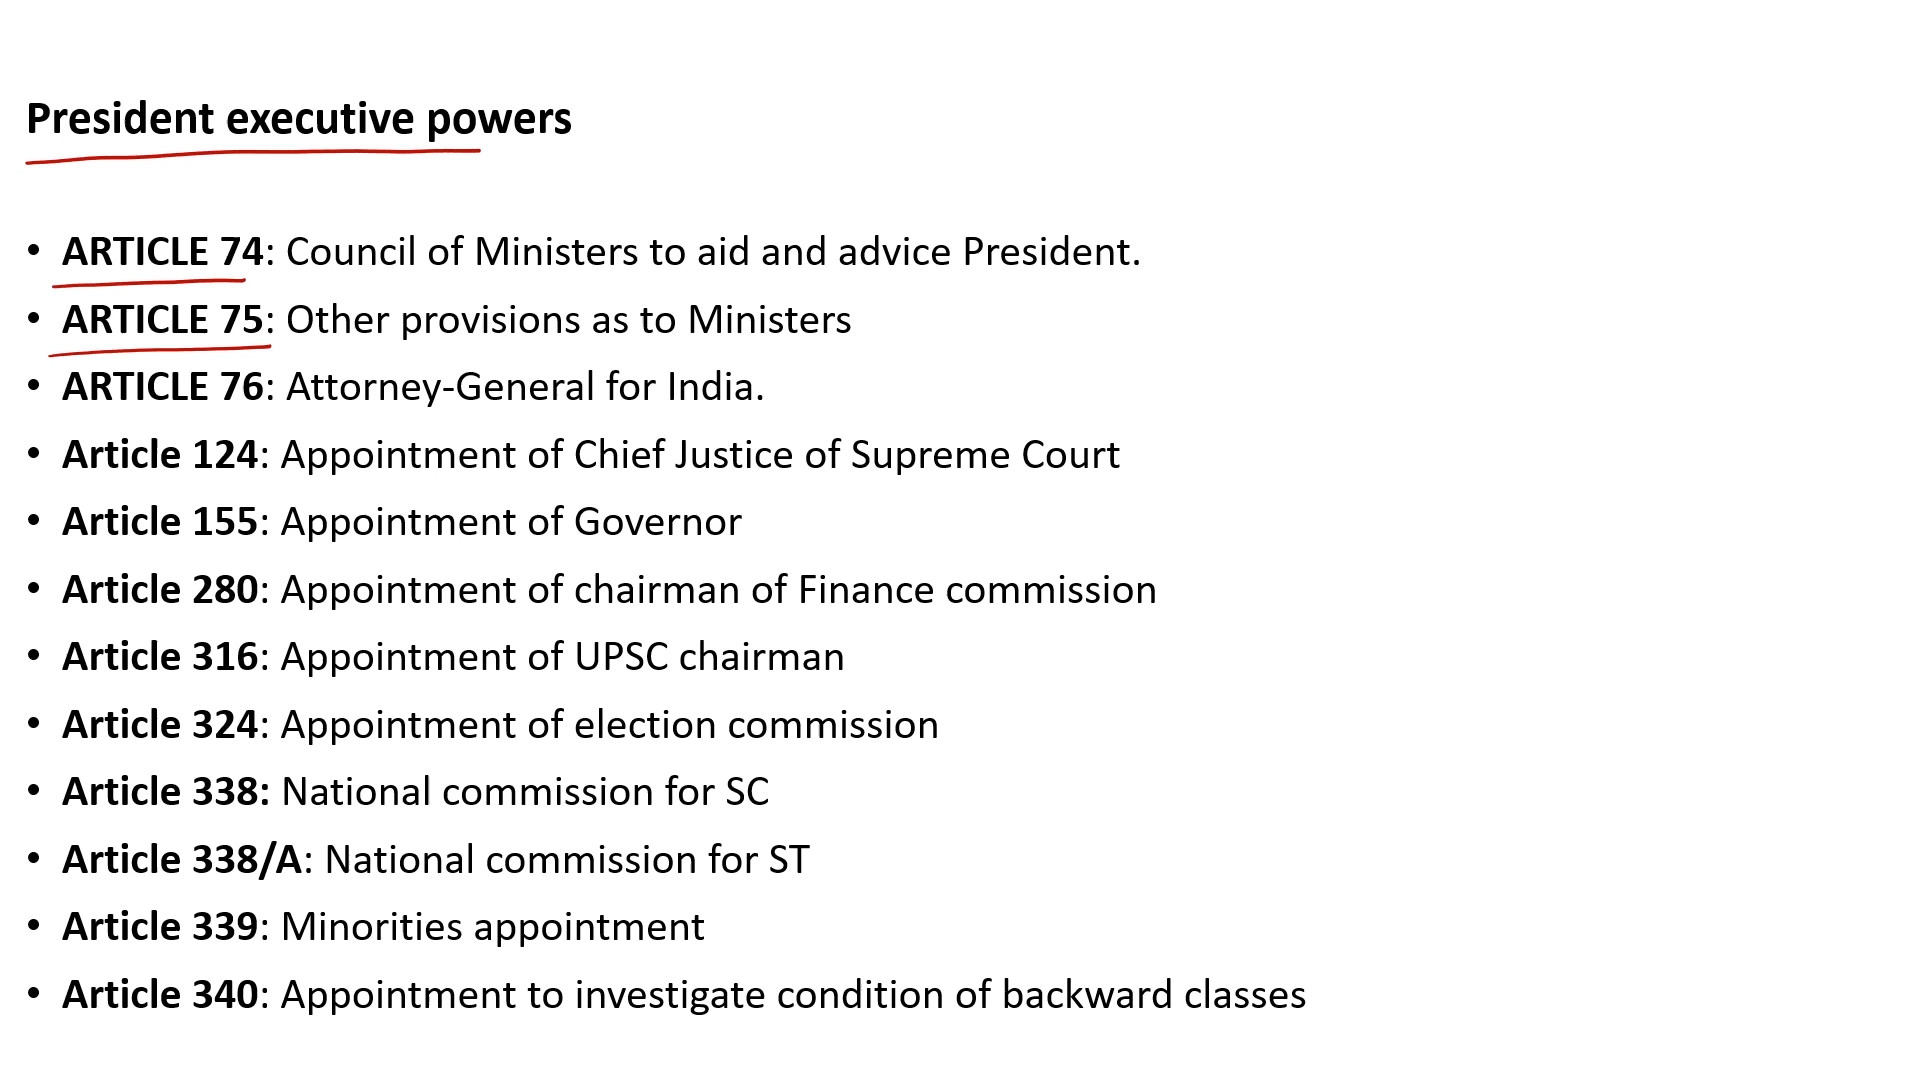 President executive powers
• ARTICLE 74: Council of Ministers to aid and advice President.
• ARTICLE 75: Other provisions as to Ministers
• ARTICLE 76: Attorney-General for India.
• Article 124: Appointment of Chief Justice of Supreme Court
• Article 155: Appointment of Governor
• Article 280: Appointment of chairman of Finance commission
• Article 316: Appointment of UPSC chairman
• Article 324: Appointment of election commission
• Article 338: National commission for SC
• Article 338/A: National commission for ST
• Article 339: Minorities appointment
• Article 340: Appointment to investigate condition of backward classes